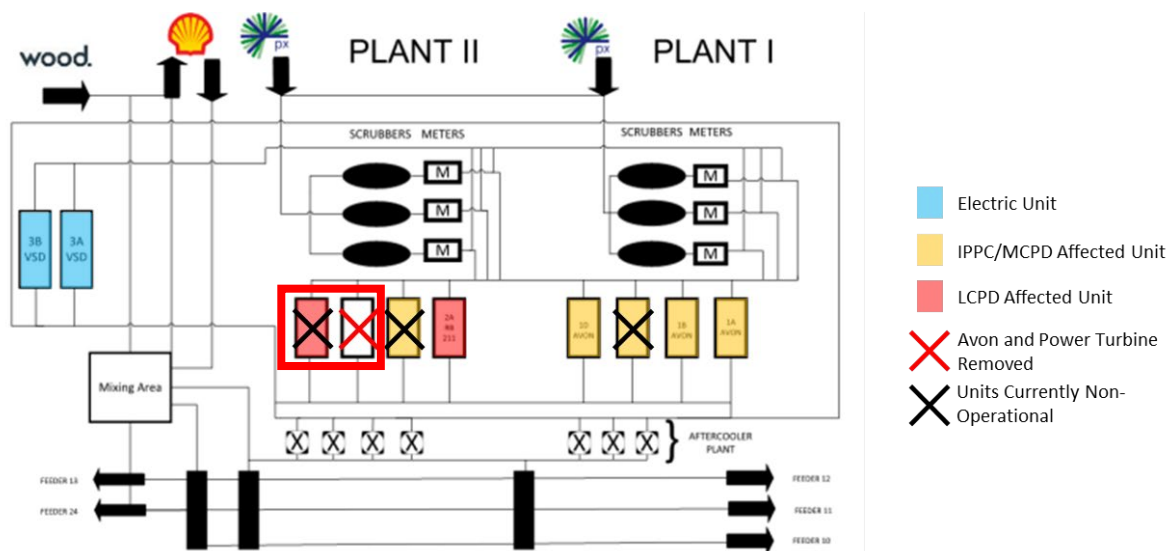 wood.
px
PLANT II
px
PLANT I
SCRUBBERS METERS
SCRUBBERS METERS
M
M
M
M
M
M
3B
VSD
3A
VSD
2A
RB
211
1D
AVON
1B
AVON
1A
AVON
Mixing Area
AFTERCOOLER
PLANT
FEEDER 13
FEEDER 24
FEEDER 12
FEEDER 11
FEEDER 10
Electric Unit
IPPC/MCPD Affected Unit
LCPD Affected Unit
Avon and Power Turbine
Removed
Units Currently Non-
Operational